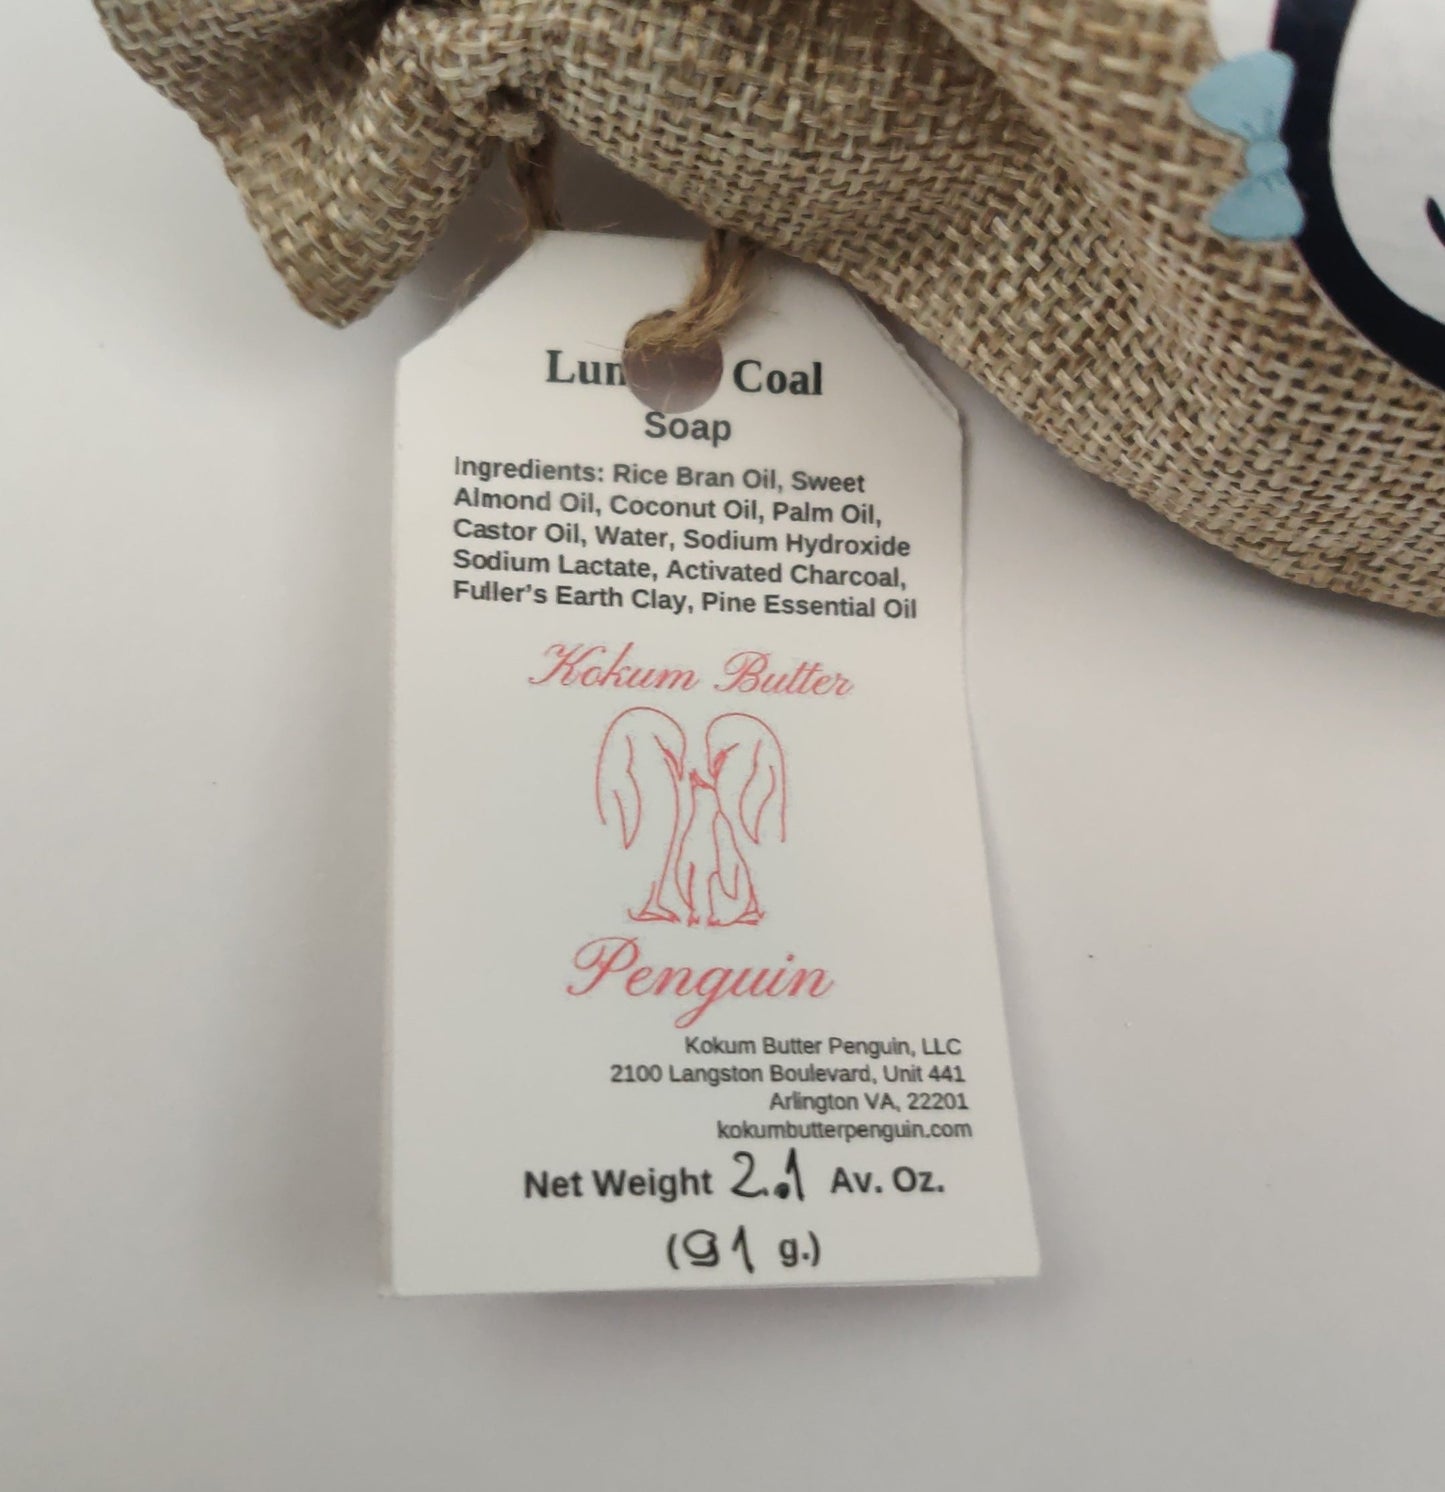 Coal
Soap
Ingredients: Rice Bran Oil, Sweet
Almond Oil, Coconut Oil, Palm Oil,
Castor Oil, Water, Sodium Hydroxide
Sodium Lactate, Activated Charcoal,
Fuller's Earth Clay, Pine Essential Oil
Kokum Butter
Penguin
Kokum Butter Penguin, LLC
2100 Langston Boulevard, Unit 441
Arlington VA, 22201
kokumbutterpenguin.com
Net Weight 2.1 Av. Oz.
(91 g.)